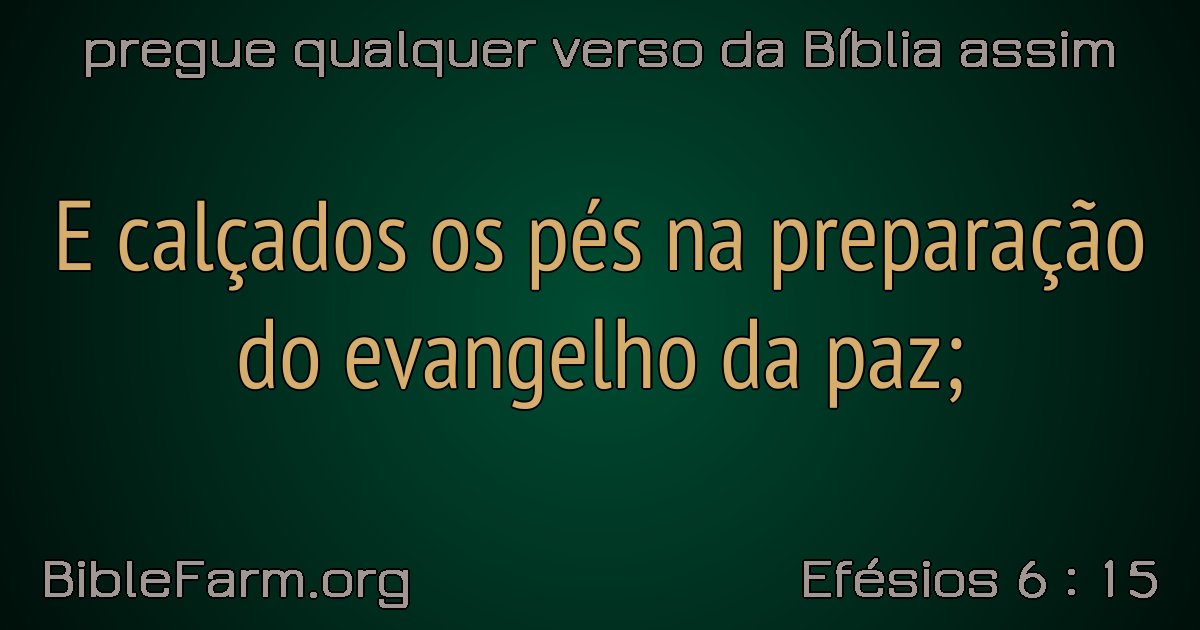 pregue qualquer verso da Bíblia assim
E calçados os pés na preparação
do evangelho da paz;
BibleFarm.org
Efésios 6 : 15